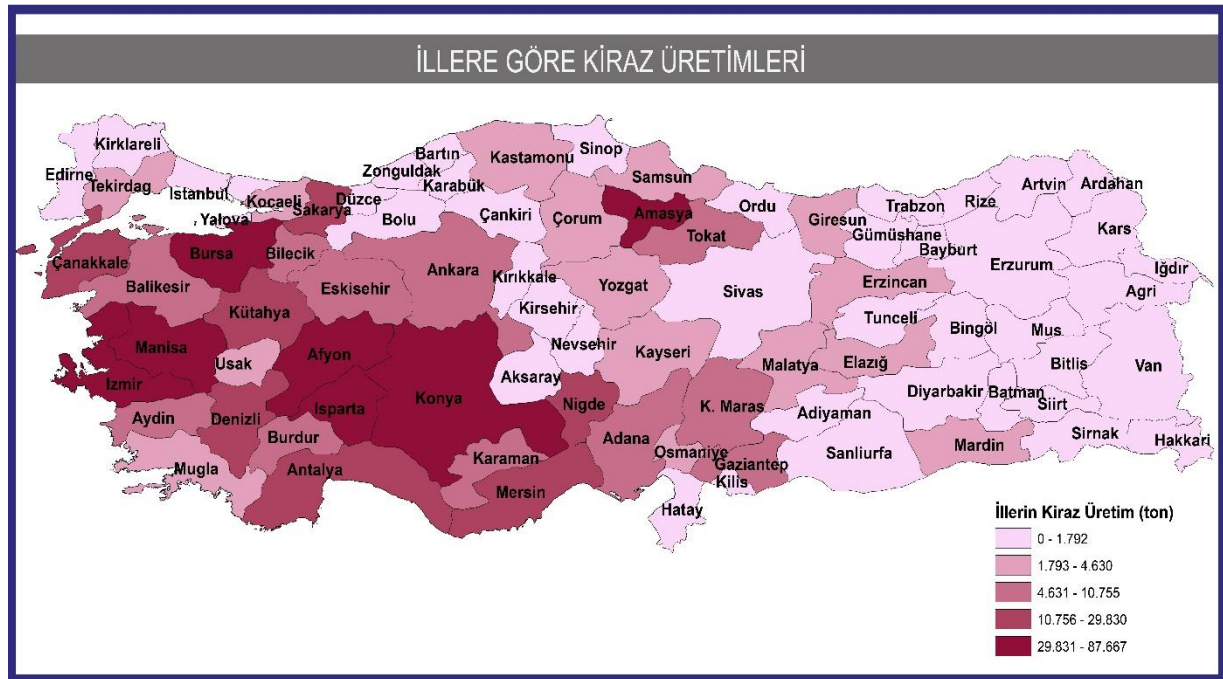 İLLERE GÖRE KİRAZ ÜRETİMLERİ
Kirklareli
Edirne
Tekirdag
Istanbul
Yalova
Kocaeli
Sakarya
Düzce
Zonguldak
Bartın
Karabük
Bolu
Kastamonu
Çankiri
Sinop
Samsun
Çorum
Amasya
Tokat
Ordu
Giresun
Trabzon
Gümüshane
Bayburt
Rize
Artvin
Ardahan
Kars
Iğdır
Agri
Erzurum
Erzincan
Çanakkale
Bursa
Bilecik
Balikesir
Kütahya
Eskisehir
Ankara
Kırıkkale
Kirsehir
Yozgat
Sivas
Tunceli
Bingöl
Mus
Bitlis
Van
Manisa
Usak
Afyon
Izmir
Konya
Aksaray
Nevsehir
Kayseri
Malatya
Elazığ
Diyarbakir
Batman
Siirt
Sirnak
Hakkari
Aydin
Denizli
Isparta
Burdur
Mugla
Antalya
Karaman
Mersin
Nigde
Adana
K. Maras
Osmaniye
Gaziantep
Kilis
Hatay
Adiyaman
Sanliurfa
Mardin
İllerin Kiraz Üretim (ton)
0 - 1.792
1.793 - 4.630
4.631 - 10.755
10.756 - 29.830
29.831 - 87.667